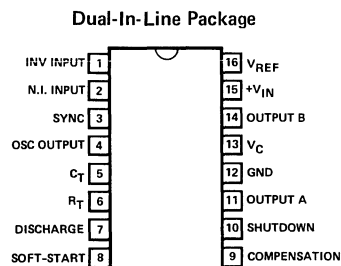 Dual-In-Line Package
INV INPUT 1 16 VREF
N.I. INPUT 2 15 +VIN
SYNC 3 14 OUTPUT B
OSC OUTPUT 4 13 VC
CT 5 12 GND
RT 6 11 OUTPUT A
DISCHARGE 7 10 SHUTDOWN
SOFT-START 8 9 COMPENSATION